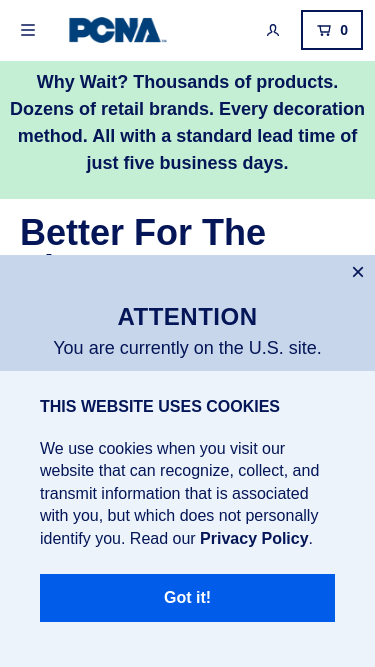 PCNA
0
Why Wait? Thousands of products.
Dozens of retail brands. Every decoration
method. All with a standard lead time of
just five business days.
Better For The
ATTENTION
You are currently on the U.S. site.
THIS WEBSITE USES COOKIES
We use cookies when you visit our
website that can recognize, collect, and
transmit information that is associated
with you, but which does not personally
identify you. Read our Privacy Policy.
Got it!